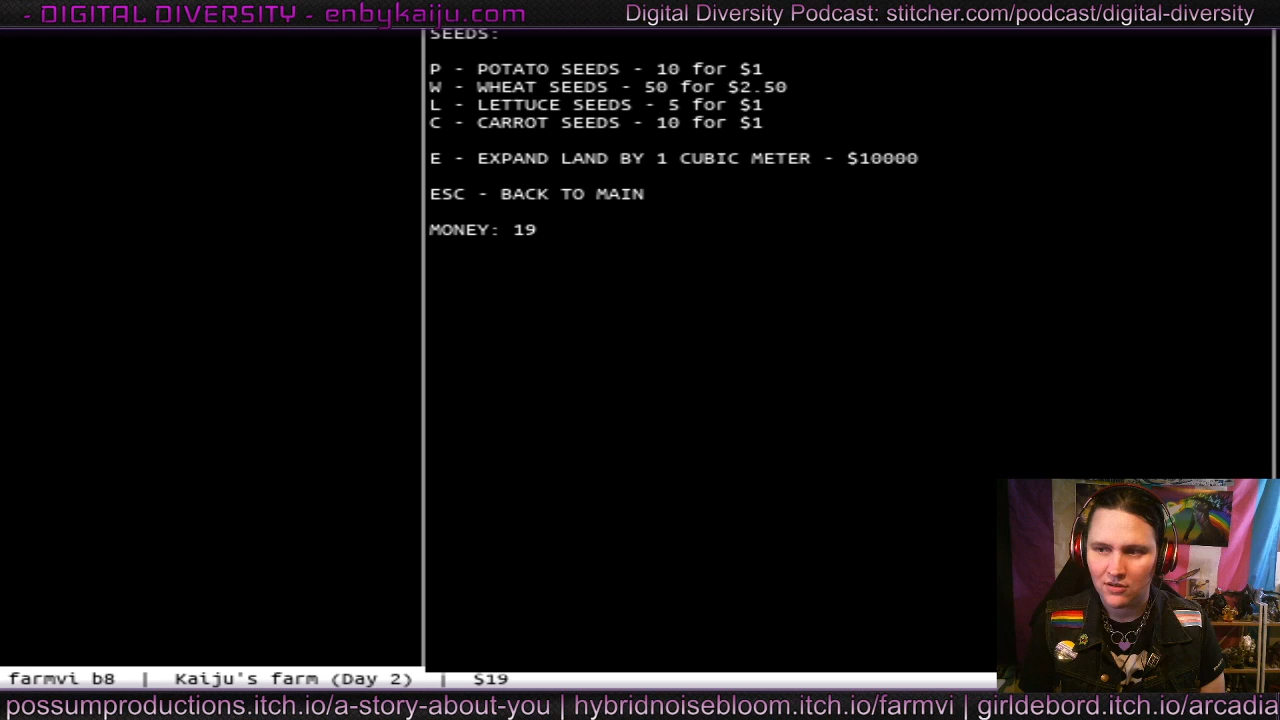 - DIGITAL DIVERSITY - enbykaiju.com
Digital Diversity Podcast: stitcher.com/podcast/digital-diversity
SEEDS:
P - POTATO SEEDS - 10 for $1
W - WHEAT SEEDS - 50 for $2.50
L - LETTUCE SEEDS - 5 for $1
C - CARROT SEEDS - 10 for $1
E - EXPAND LAND BY 1 CUBIC METER - $10000
ESC - BACK TO MAIN
MONEY: 19
farmvi b8 | Kaiju's farm (Day 2) | $19
possumproductions.itch.io/a-story-about-you | hybridnoisebloom.itch.io/farmvi | girldebord.itch.io/arcadia